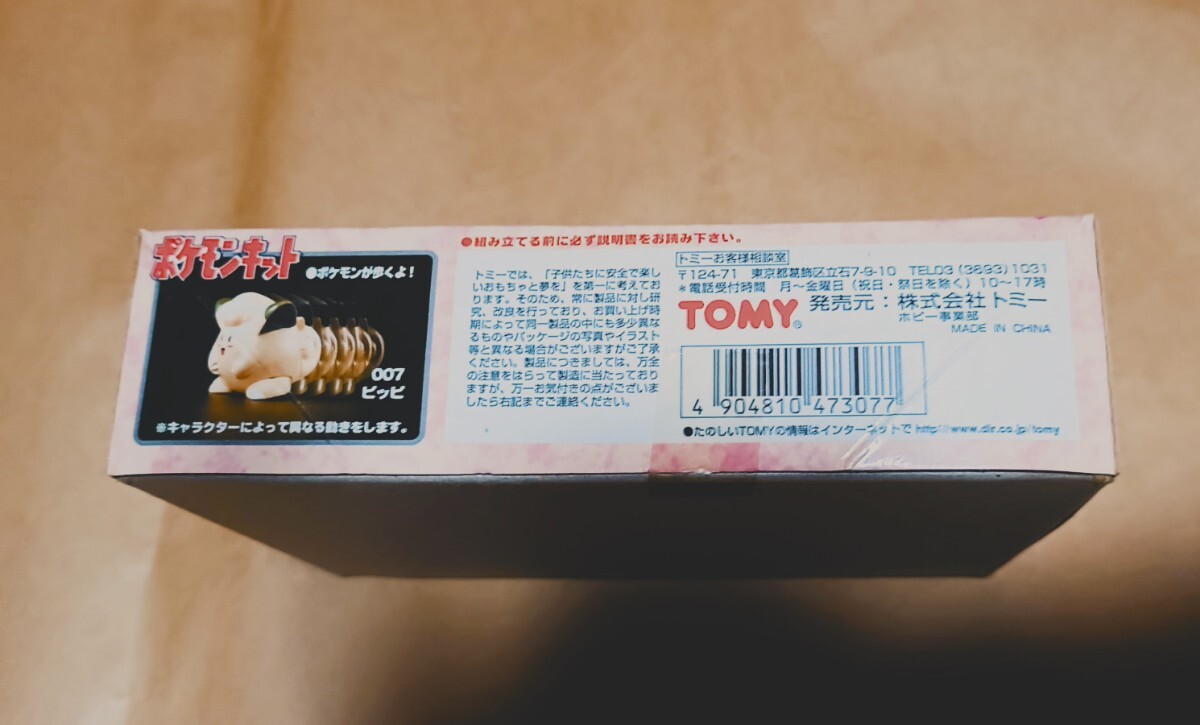 ポケモンキット
●ポケモンが歩くよ!
007
ピッピ
※キャラクターによって異なる動きをします。
●組み立てる前に必ず説明書をお読み下さい。
トミーでは、「子供たちに安全で楽し
いおもちゃと夢を」を第一に考えており
ます。そのため、常に製品に対し研
究、改良を行っており、お買い上げ時
期によって同一製品の中にも多少異な
るものやパッケージの写真やイラスト
等と異なる場合がございますがご了承
ください。製品につきましては、万全
の注意をはらって製造に当たっており
ますが、万一お気付きの点がございま
したら右記までご連絡ください。
トミーお客様相談室
〒124-71 東京都葛飾区立石7-9-10 TEL03(3693)1031
*電話受付時間 月〜金曜日(祝日・祭日を除く)10〜17時
TOMY® 発売元:株式会社トミー
ホビー事業部
MADE IN CHINA
4 904810 473077
●たのしいTOMYの情報はインターネットで http://www.dir.co.jp/tomy